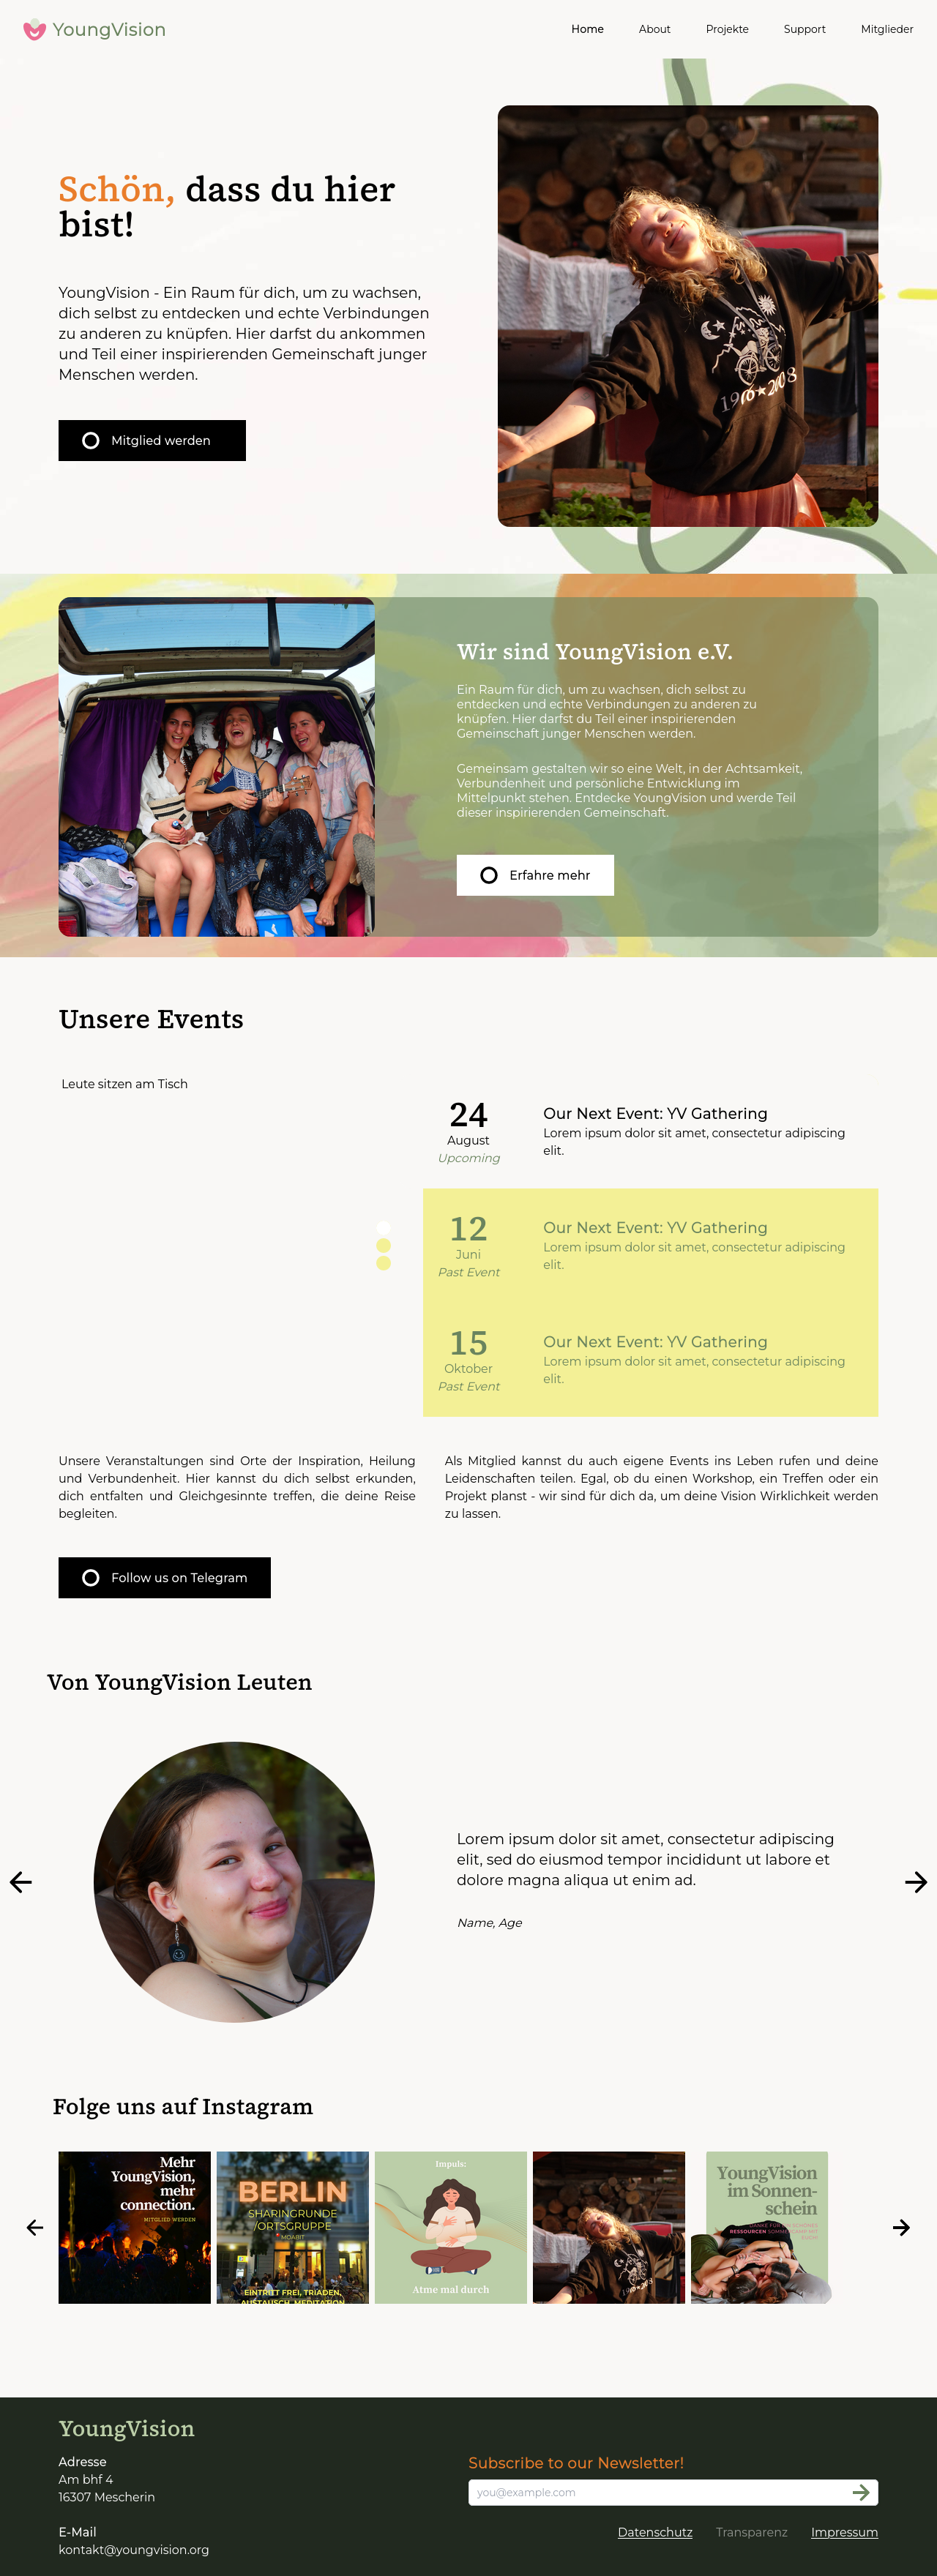 YoungVision
Home About Projekte Support Mitglieder
Schön, dass du hier
bist!
YoungVision - Ein Raum für dich, um zu wachsen,
dich selbst zu entdecken und echte Verbindungen
zu anderen zu knüpfen. Hier darfst du ankommen
und Teil einer inspirierenden Gemeinschaft junger
Menschen werden.
Mitglied werden
Wir sind YoungVision e.V.
Ein Raum für dich, um zu wachsen, dich selbst zu
entdecken und echte Verbindungen zu anderen zu
knüpfen. Hier darfst du Teil einer inspirierenden
Gemeinschaft junger Menschen werden.
Gemeinsam gestalten wir so eine Welt, in der Achtsamkeit,
Verbundenheit und persönliche Entwicklung im
Mittelpunkt stehen. Entdecke YoungVision und werde Teil
dieser inspirierenden Gemeinschaft.
Erfahre mehr
Unsere Events
Leute sitzen am Tisch
24
August
Upcoming
Our Next Event: YV Gathering
Lorem ipsum dolor sit amet, consectetur adipiscing
elit.
12
Juni
Past Event
Our Next Event: YV Gathering
Lorem ipsum dolor sit amet, consectetur adipiscing
elit.
15
Oktober
Past Event
Our Next Event: YV Gathering
Lorem ipsum dolor sit amet, consectetur adipiscing
elit.
Unsere Veranstaltungen sind Orte der Inspiration, Heilung
und Verbundenheit. Hier kannst du dich selbst erkunden,
dich entfalten und Gleichgesinnte treffen, die deine Reise
begleiten.
Als Mitglied kannst du auch eigene Events ins Leben rufen und deine
Leidenschaften teilen. Egal, ob du einen Workshop, ein Treffen oder ein
Projekt planst - wir sind für dich da, um deine Vision Wirklichkeit werden
zu lassen.
Follow us on Telegram
Von YoungVision Leuten
Lorem ipsum dolor sit amet, consectetur adipiscing
elit, sed do eiusmod tempor incididunt ut labore et
dolore magna aliqua ut enim ad.
Name, Age
Folge uns auf Instagram
Mehr
YoungVision,
mehr
connection.
MITGLIED WERDEN
BERLIN
SHARINGRUNDE
/ORTSGRUPPE
MOABIT
EINTRITT FREI, TRIADEN,
AUSTAUSCH, MEDITATION
Impuls:
Atme mal durch
YoungVision
im Sonnen-
schein
RESSOURCEN
YoungVision
Adresse
Am bhf 4
16307 Mescherin
E-Mail
kontakt@youngvision.org
Subscribe to our Newsletter!
you@example.com
Datenschutz Transparenz Impressum